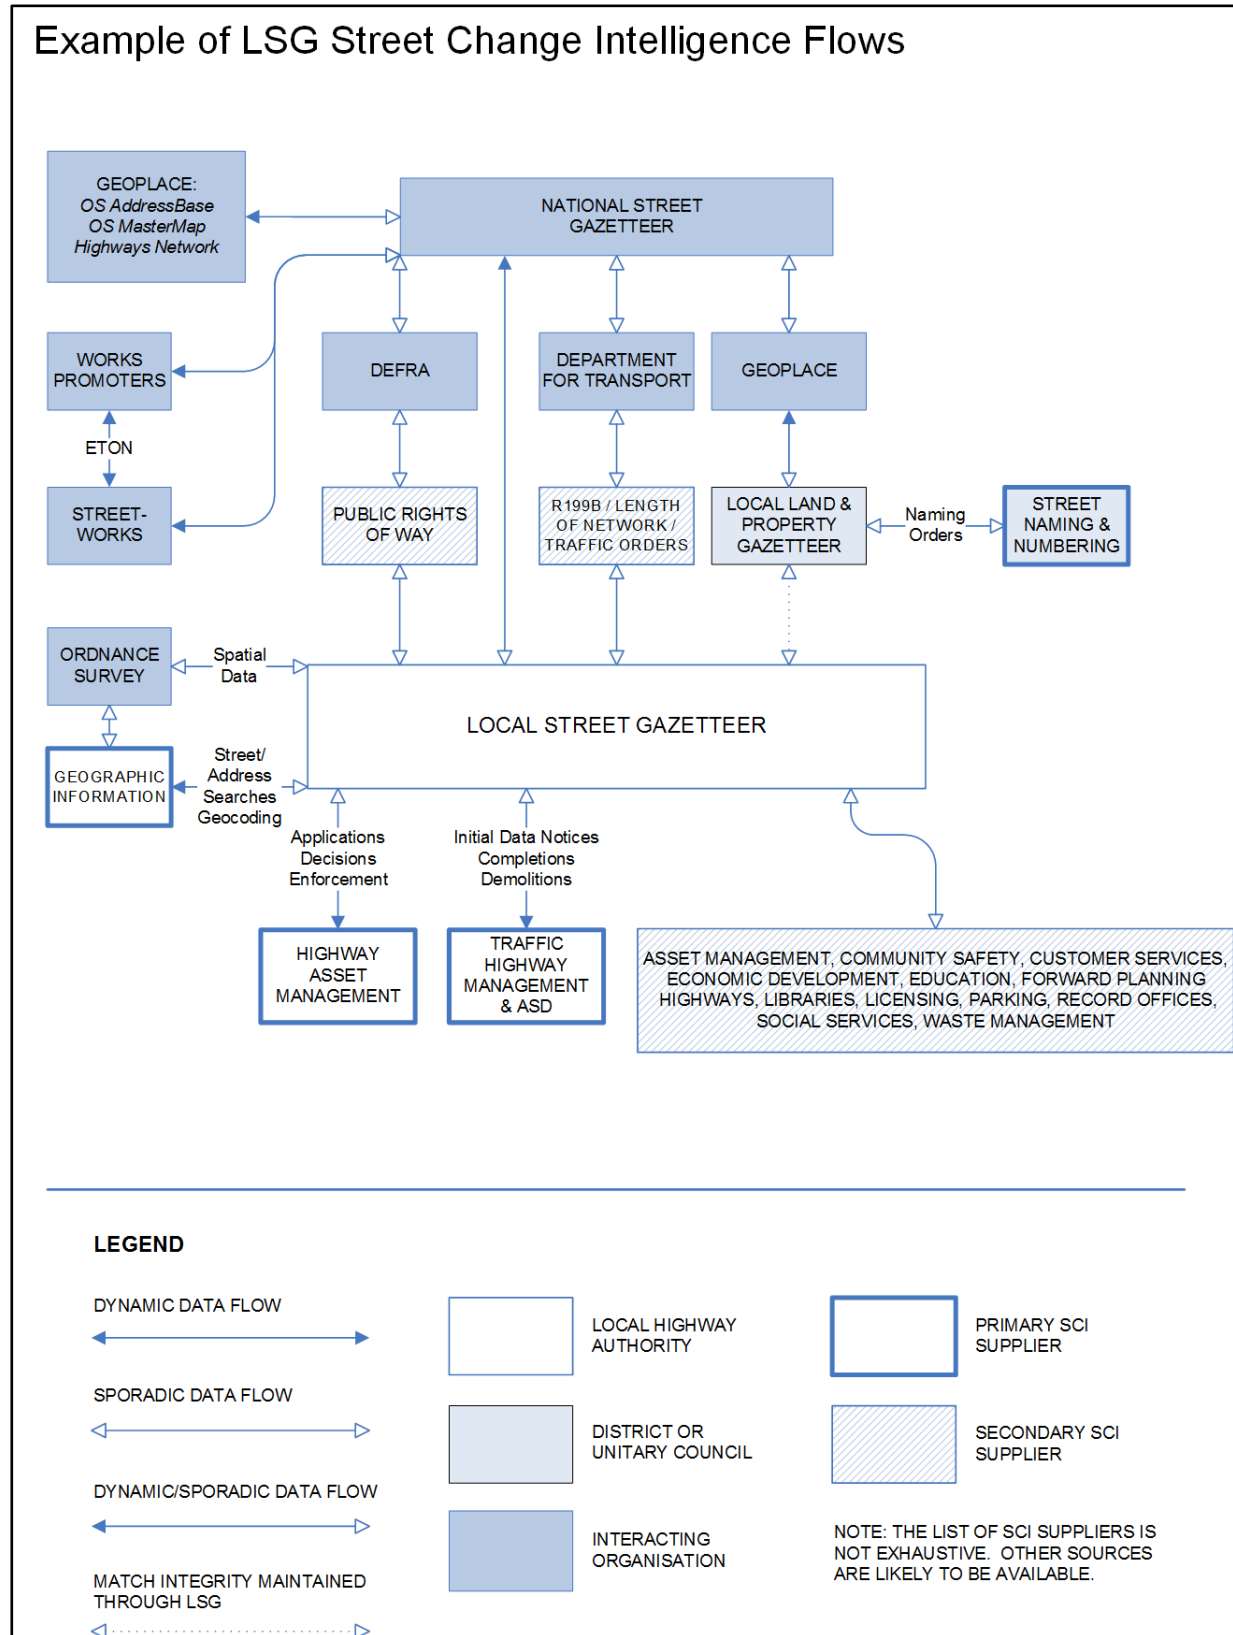 Example of LSG Street Change Intelligence Flows
GEOPLACE:
OS AddressBase
OS MasterMap
Highways Network
NATIONAL STREET
GAZETTEER
WORKS
PROMOTERS
DEFRA
DEPARTMENT
FOR TRANSPORT
GEOPLACE
ETON
STREET-
WORKS
PUBLIC RIGHTS
OF WAY
R199B / LENGTH
OF NETWORK /
TRAFFIC ORDERS
LOCAL LAND &
PROPERTY
GAZETTEER
Naming
Orders
STREET
NAMING &
NUMBERING
ORDNANCE
SURVEY
Spatial
Data
LOCAL STREET GAZETTEER
GEOGRAPHIC
INFORMATION
Street/
Address
Searches
Geocoding
Applications
Decisions
Enforcement
Initial Data Notices
Completions
Demolitions
HIGHWAY
ASSET
MANAGEMENT
TRAFFIC
HIGHWAY
MANAGEMENT
& ASD
ASSET MANAGEMENT, COMMUNITY SAFETY, CUSTOMER SERVICES,
ECONOMIC DEVELOPMENT, EDUCATION, FORWARD PLANNING
HIGHWAYS, LIBRARIES, LICENSING, PARKING, RECORD OFFICES,
SOCIAL SERVICES, WASTE MANAGEMENT
LEGEND
DYNAMIC DATA FLOW
SPORADIC DATA FLOW
DYNAMIC/SPORADIC DATA FLOW
MATCH INTEGRITY MAINTAINED
THROUGH LSG
LOCAL HIGHWAY
AUTHORITY
DISTRICT OR
UNITARY COUNCIL
INTERACTING
ORGANISATION
PRIMARY SCI
SUPPLIER
SECONDARY SCI
SUPPLIER
NOTE: THE LIST OF SCI SUPPLIERS IS
NOT EXHAUSTIVE. OTHER SOURCES
ARE LIKELY TO BE AVAILABLE.